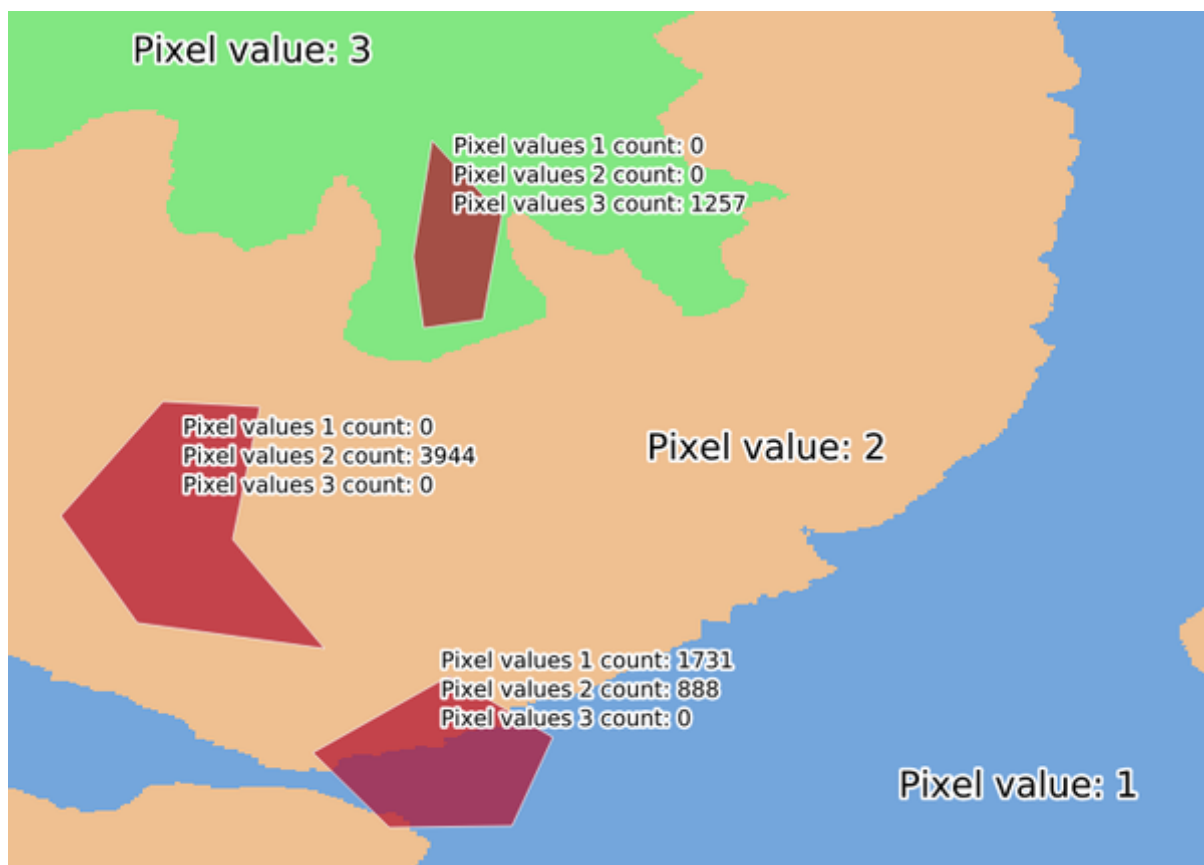 Pixel value: 3
Pixel values 1 count: 0
Pixel values 2 count: 0
Pixel values 3 count: 1257
Pixel values 1 count: 0
Pixel values 2 count: 3944
Pixel values 3 count: 0
Pixel value: 2
Pixel values 1 count: 1731
Pixel values 2 count: 888
Pixel values 3 count: 0
Pixel value: 1